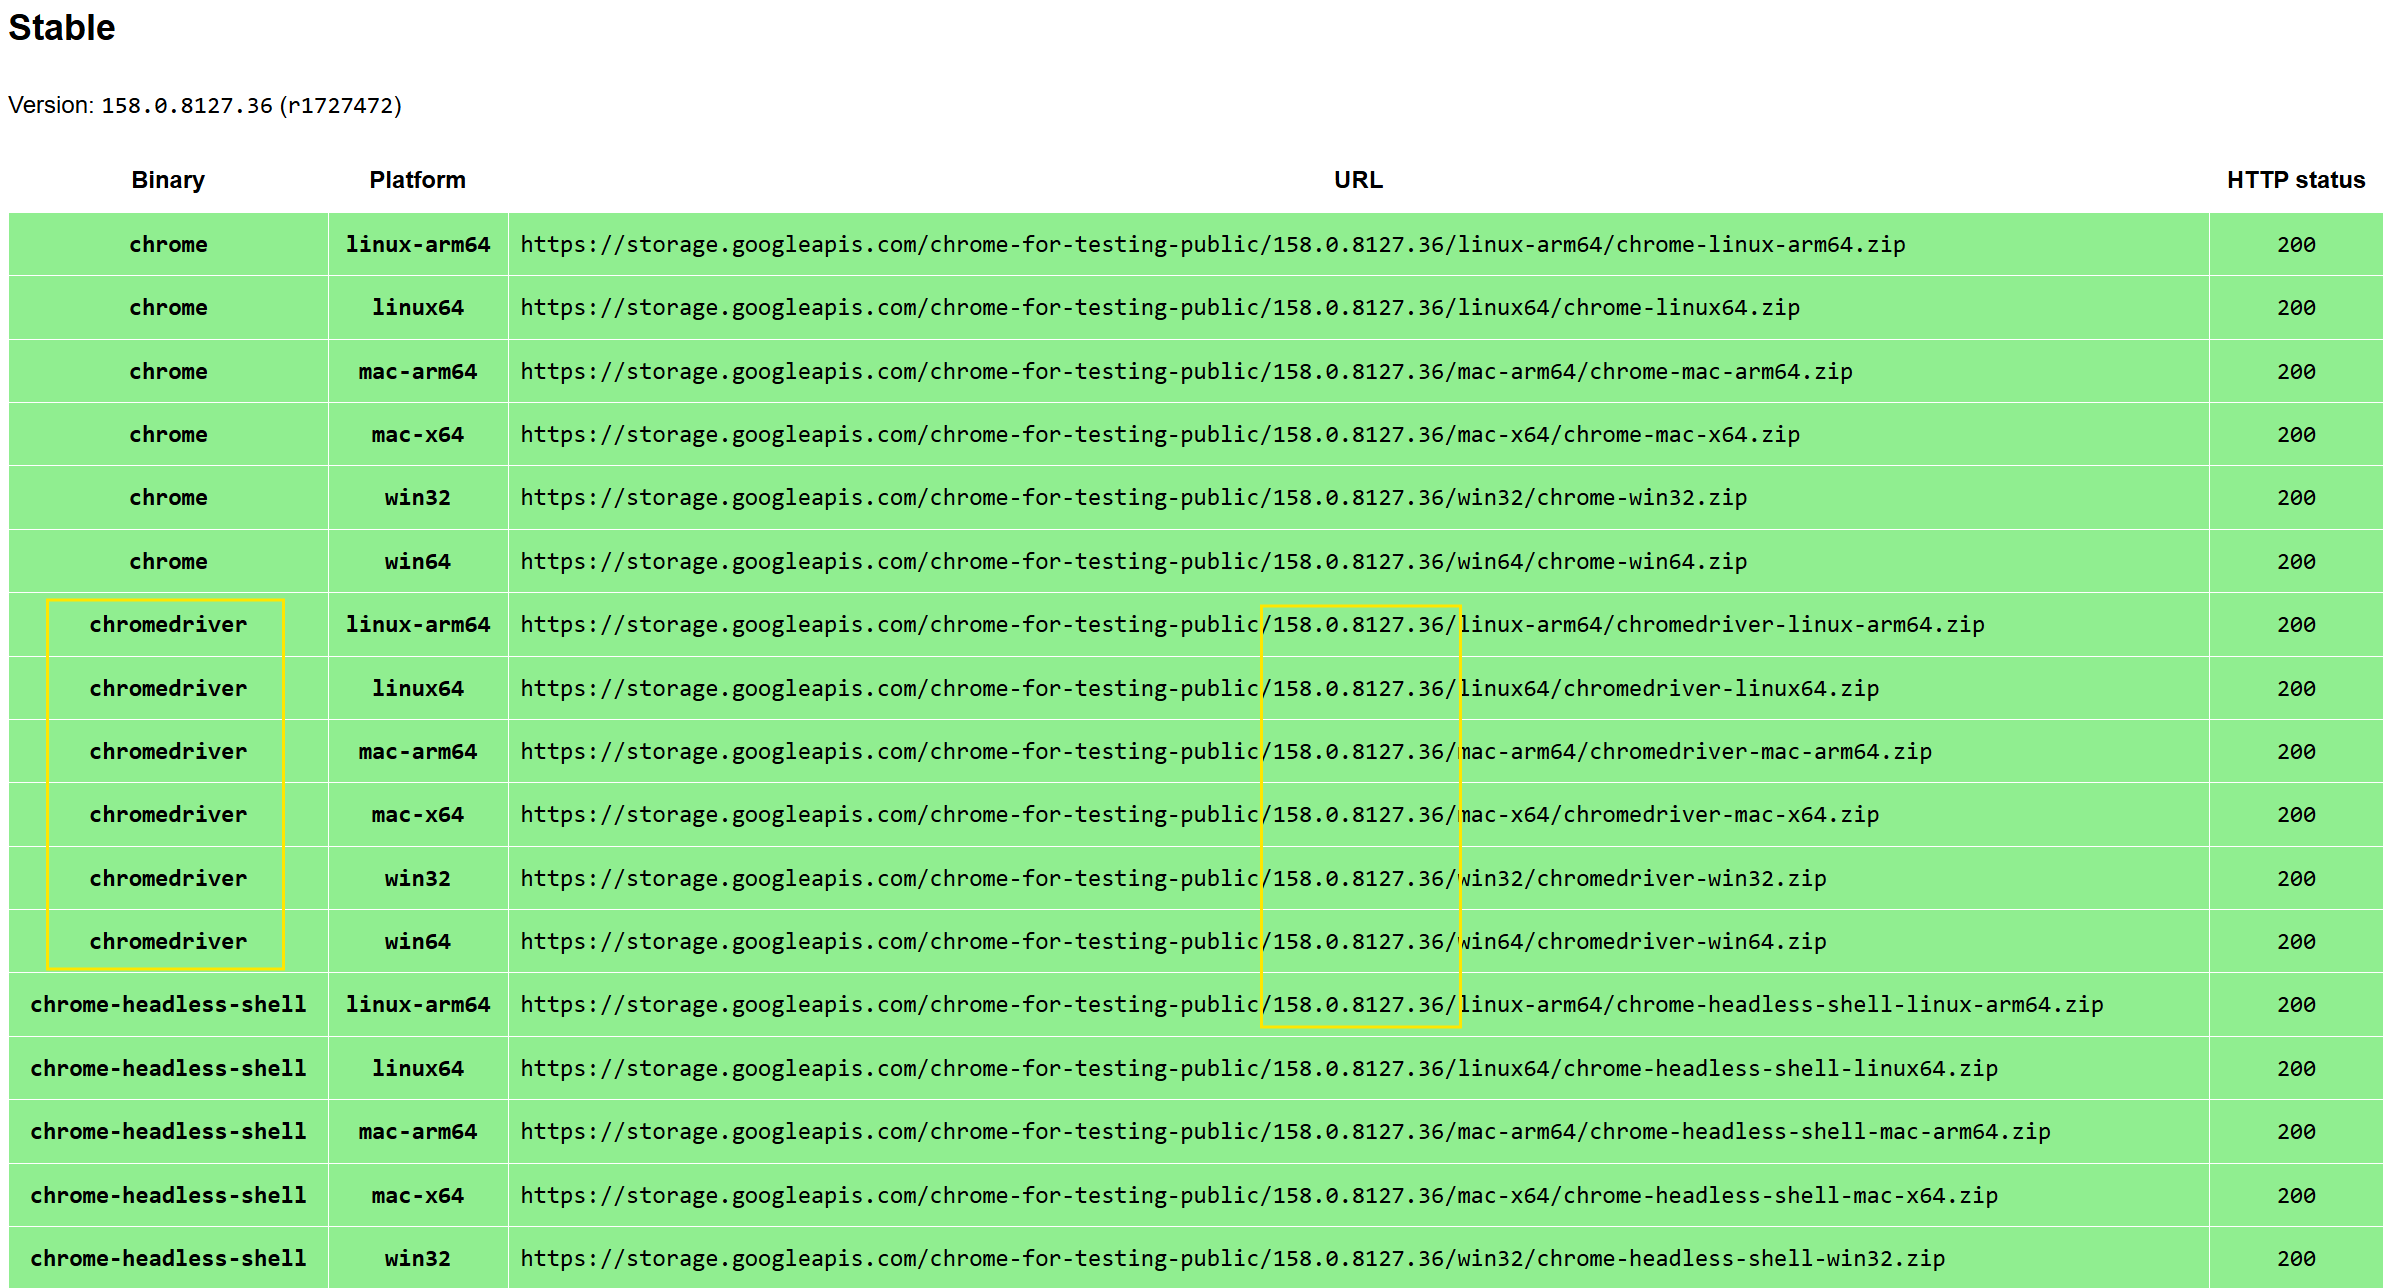 Stable
Version: 158.0.8127.36 (r1727472)
Binary Platform URL HTTP status
chrome linux-arm64 https://storage.googleapis.com/chrome-for-testing-public/158.0.8127.36/linux-arm64/chrome-linux-arm64.zip 200
chrome linux64 https://storage.googleapis.com/chrome-for-testing-public/158.0.8127.36/linux64/chrome-linux64.zip 200
chrome mac-arm64 https://storage.googleapis.com/chrome-for-testing-public/158.0.8127.36/mac-arm64/chrome-mac-arm64.zip 200
chrome mac-x64 https://storage.googleapis.com/chrome-for-testing-public/158.0.8127.36/mac-x64/chrome-mac-x64.zip 200
chrome win32 https://storage.googleapis.com/chrome-for-testing-public/158.0.8127.36/win32/chrome-win32.zip 200
chrome win64 https://storage.googleapis.com/chrome-for-testing-public/158.0.8127.36/win64/chrome-win64.zip 200
chromedriver linux-arm64 https://storage.googleapis.com/chrome-for-testing-public/158.0.8127.36/linux-arm64/chromedriver-linux-arm64.zip 200
chromedriver linux64 https://storage.googleapis.com/chrome-for-testing-public/158.0.8127.36/linux64/chromedriver-linux64.zip 200
chromedriver mac-arm64 https://storage.googleapis.com/chrome-for-testing-public/158.0.8127.36/mac-arm64/chromedriver-mac-arm64.zip 200
chromedriver mac-x64 https://storage.googleapis.com/chrome-for-testing-public/158.0.8127.36/mac-x64/chromedriver-mac-x64.zip 200
chromedriver win32 https://storage.googleapis.com/chrome-for-testing-public/158.0.8127.36/win32/chromedriver-win32.zip 200
chromedriver win64 https://storage.googleapis.com/chrome-for-testing-public/158.0.8127.36/win64/chromedriver-win64.zip 200
chrome-headless-shell linux-arm64 https://storage.googleapis.com/chrome-for-testing-public/158.0.8127.36/linux-arm64/chrome-headless-shell-linux-arm64.zip 200
chrome-headless-shell linux64 https://storage.googleapis.com/chrome-for-testing-public/158.0.8127.36/linux64/chrome-headless-shell-linux64.zip 200
chrome-headless-shell mac-arm64 https://storage.googleapis.com/chrome-for-testing-public/158.0.8127.36/mac-arm64/chrome-headless-shell-mac-arm64.zip 200
chrome-headless-shell mac-x64 https://storage.googleapis.com/chrome-for-testing-public/158.0.8127.36/mac-x64/chrome-headless-shell-mac-x64.zip 200
chrome-headless-shell win32 https://storage.googleapis.com/chrome-for-testing-public/158.0.8127.36/win32/chrome-headless-shell-win32.zip 200